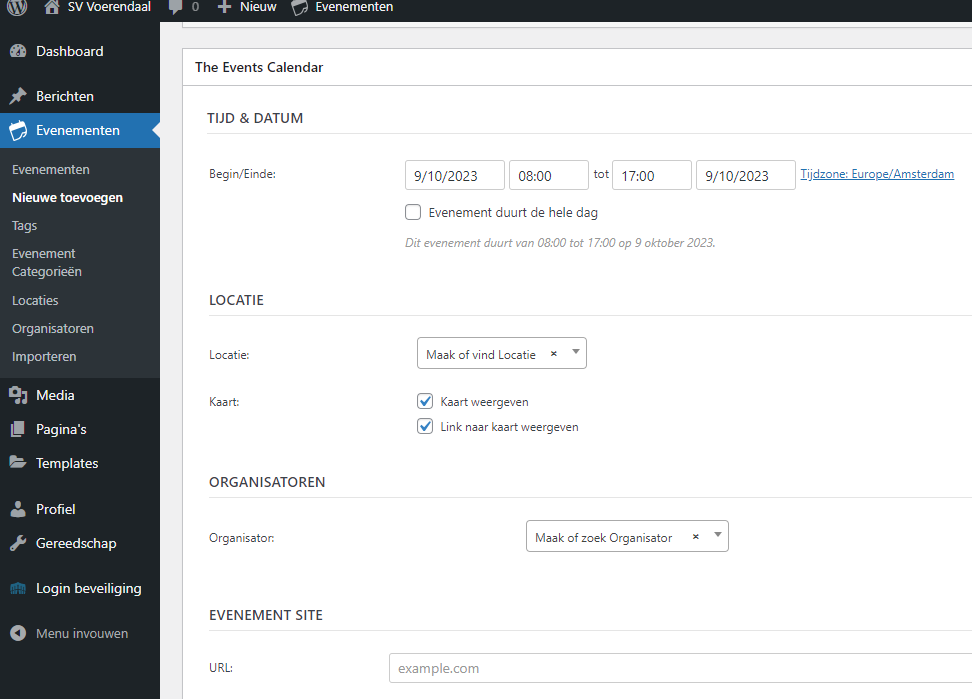 SV Voerendaal 0 Nieuw Evenementen
Dashboard
Berichten
Evenementen
Evenementen
Nieuwe toevoegen
Tags
Evenement
Categorieën
Locaties
Organisatoren
Importeren
Media
Pagina's
Templates
Profiel
Gereedschap
Login beveiliging
Menu invouwen
The Events Calendar
TIJD & DATUM
Begin/Einde: 9/10/2023 08:00 tot 17:00 9/10/2023 Tijdzone: Europe/Amsterdam
Evenement duurt de hele dag
Dit evenement duurt van 08:00 tot 17:00 op 9 oktober 2023.
LOCATIE
Locatie: Maak of vind Locatie ×
Kaart: Kaart weergeven
Link naar kaart weergeven
ORGANISATOREN
Organisator: Maak of zoek Organisator ×
EVENEMENT SITE
URL: example.com